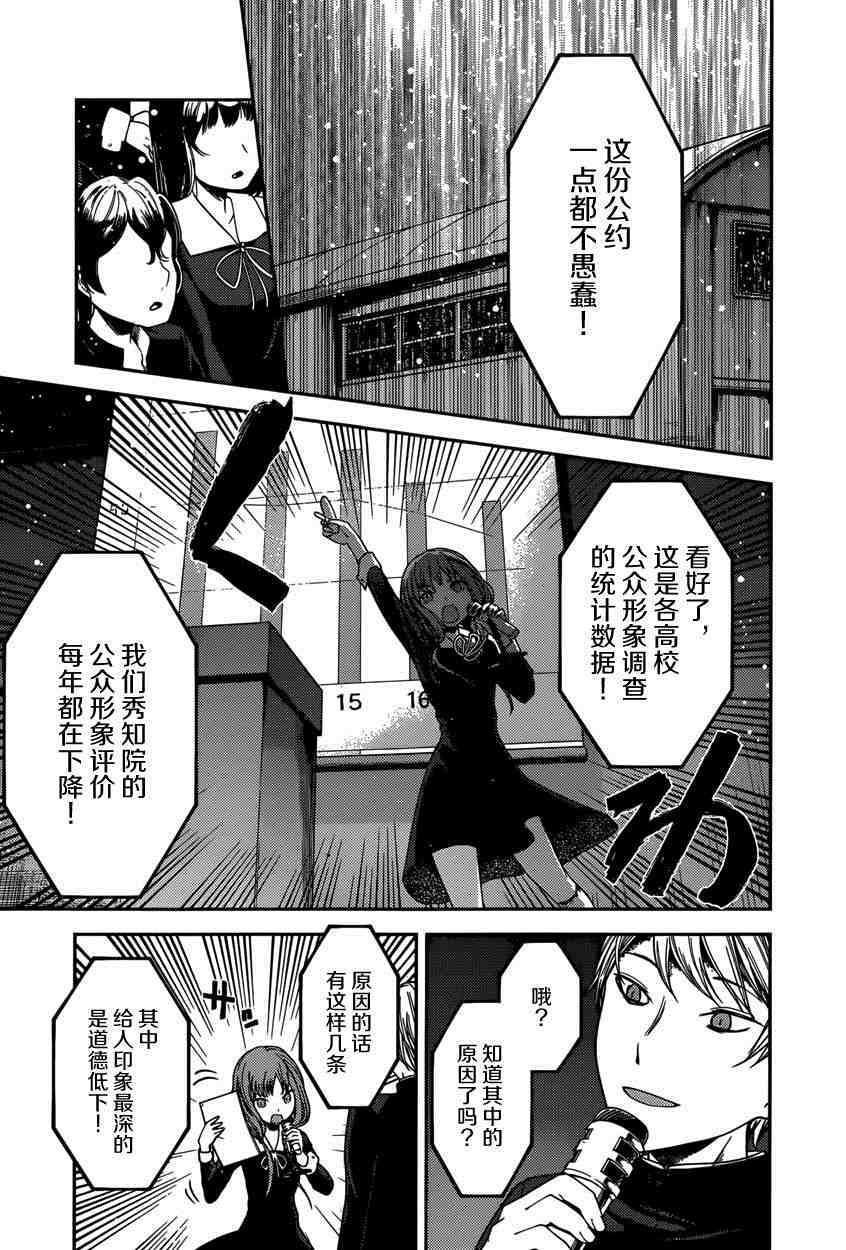 这份公约
一点都不愚蠢！
看好了，
这是各高校
公众形象调查
的统计数据！
我们秀知院的
公众形象评价
每年都在下降！
15
16
哦？
知道其中的
原因了吗？
原因的话
有这样几条
其中
给人印象最深的
是道德低下！